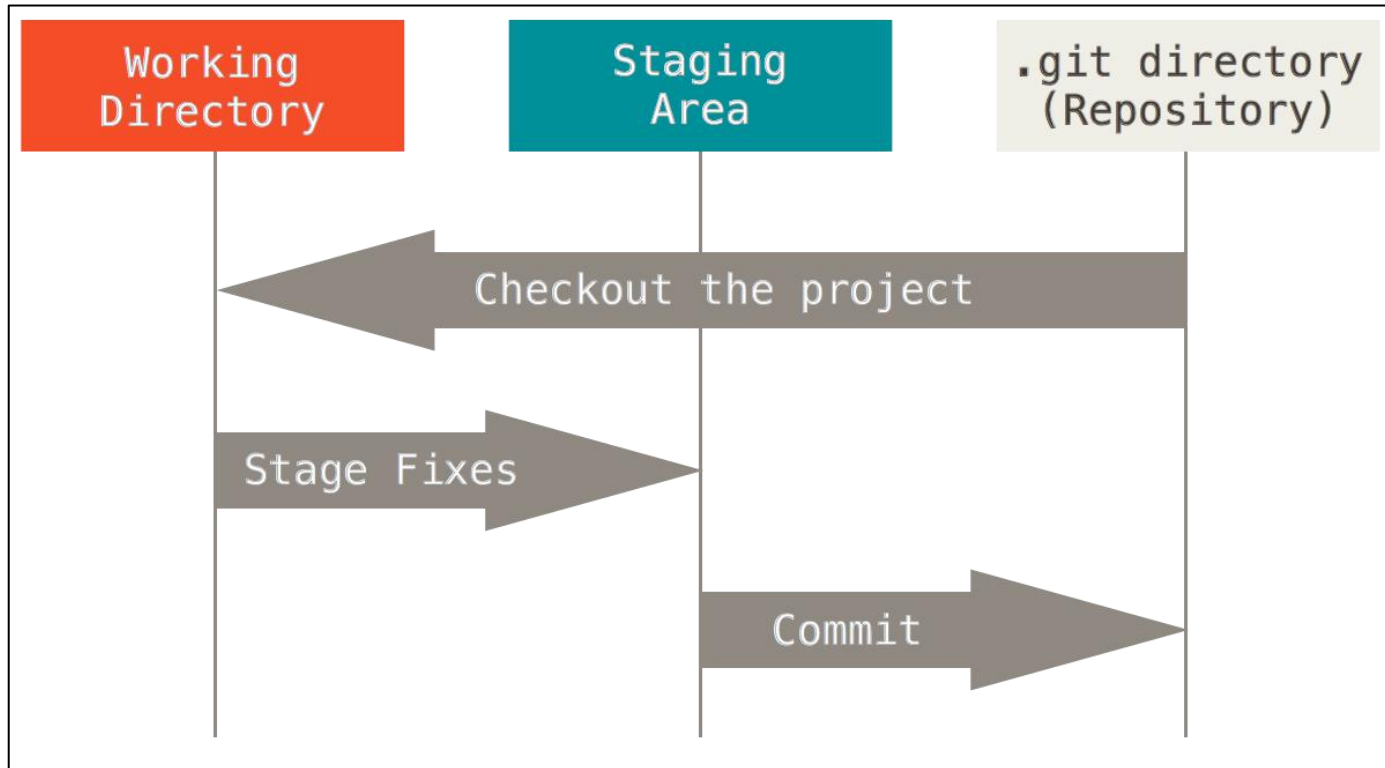 Working
Directory
Staging
Area
.git directory
(Repository)
Checkout the project
Stage Fixes
Commit